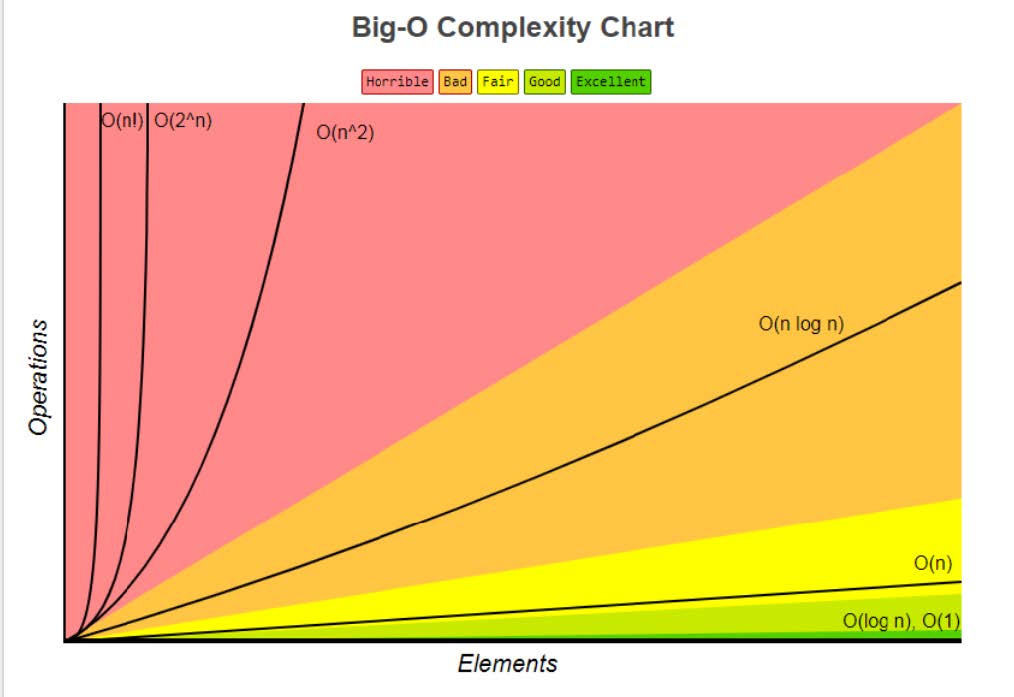 Big-O Complexity Chart
Horrible Bad Fair Good Excellent
O(n!) O(2^n)
O(n^2)
O(n log n)
O(n)
O(log n), O(1)
Operations
Elements